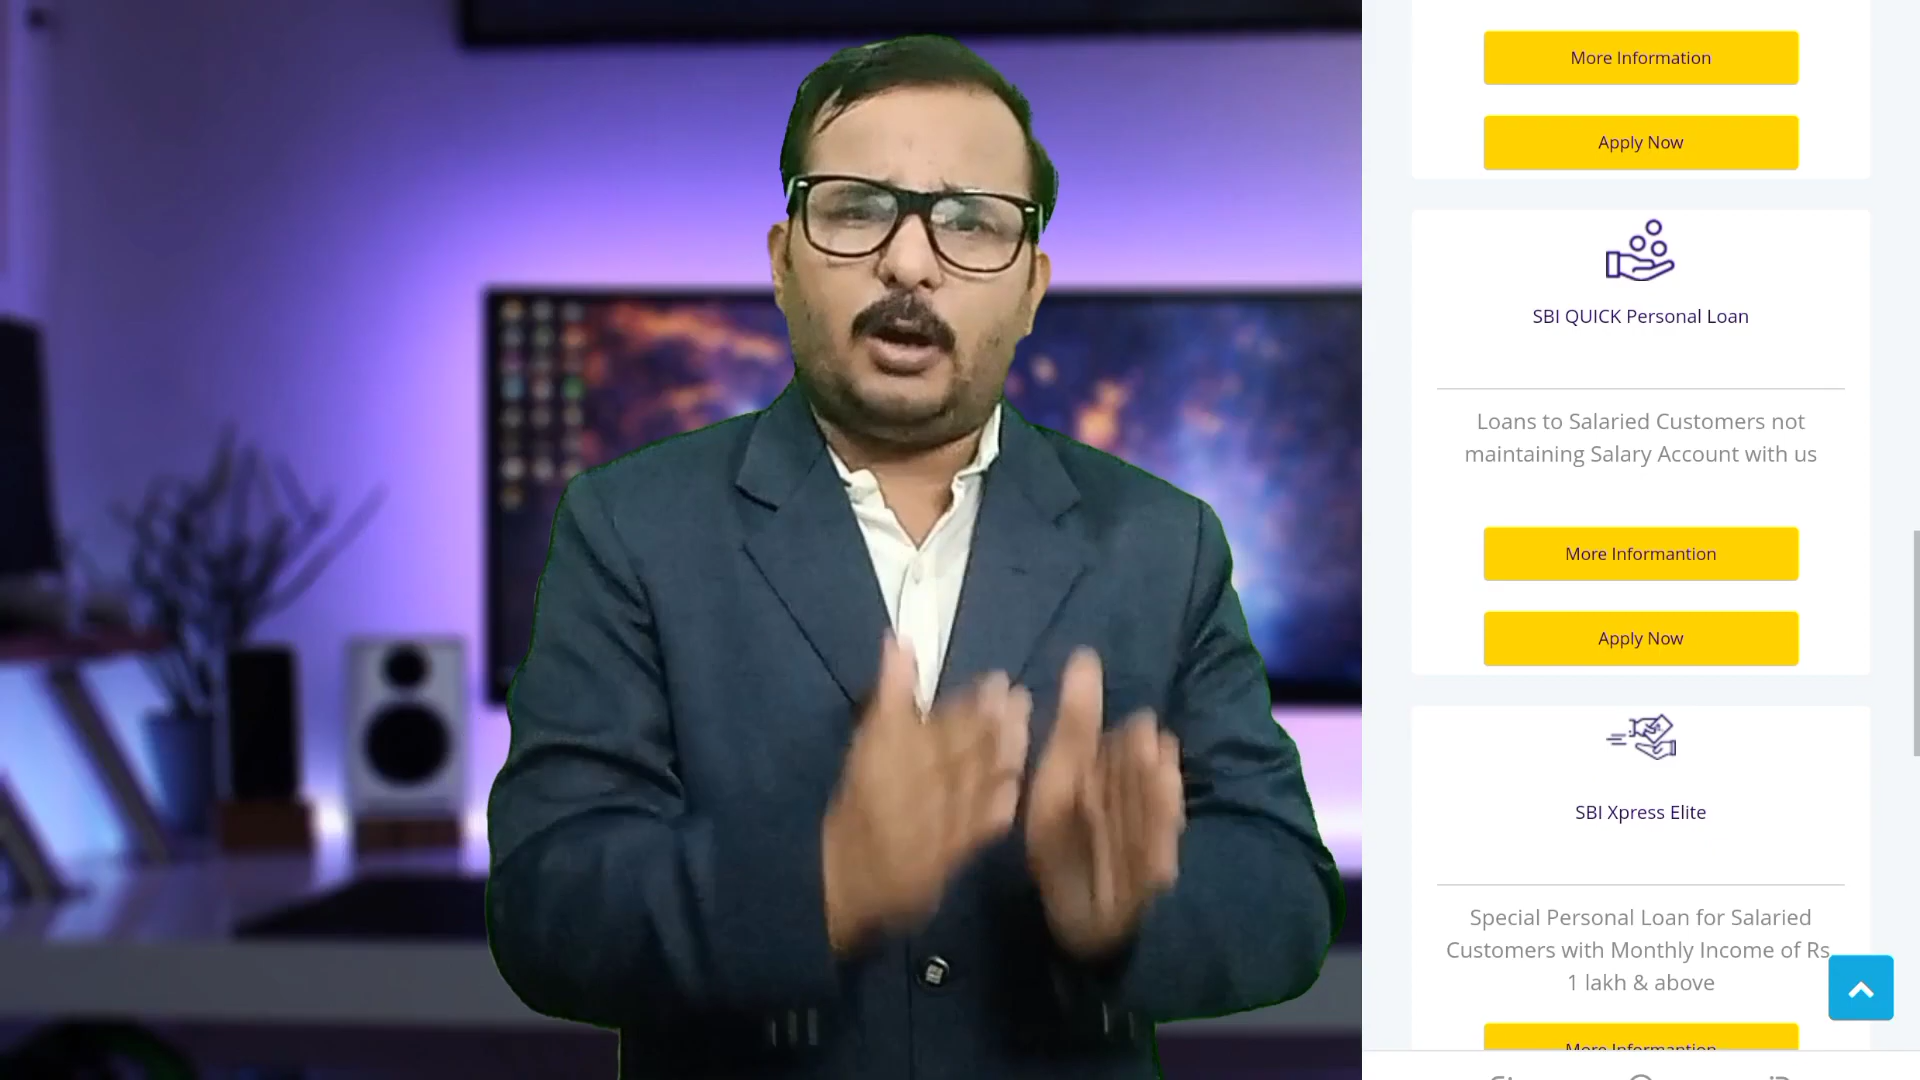 More Information
Apply Now
SBI QUICK Personal Loan
Loans to Salaried Customers not
maintaining Salary Account with us
More Informantion
Apply Now
SBI Xpress Elite
Special Personal Loan for Salaried
Customers with Monthly Income of Rs
1 lakh & above
More Informantion